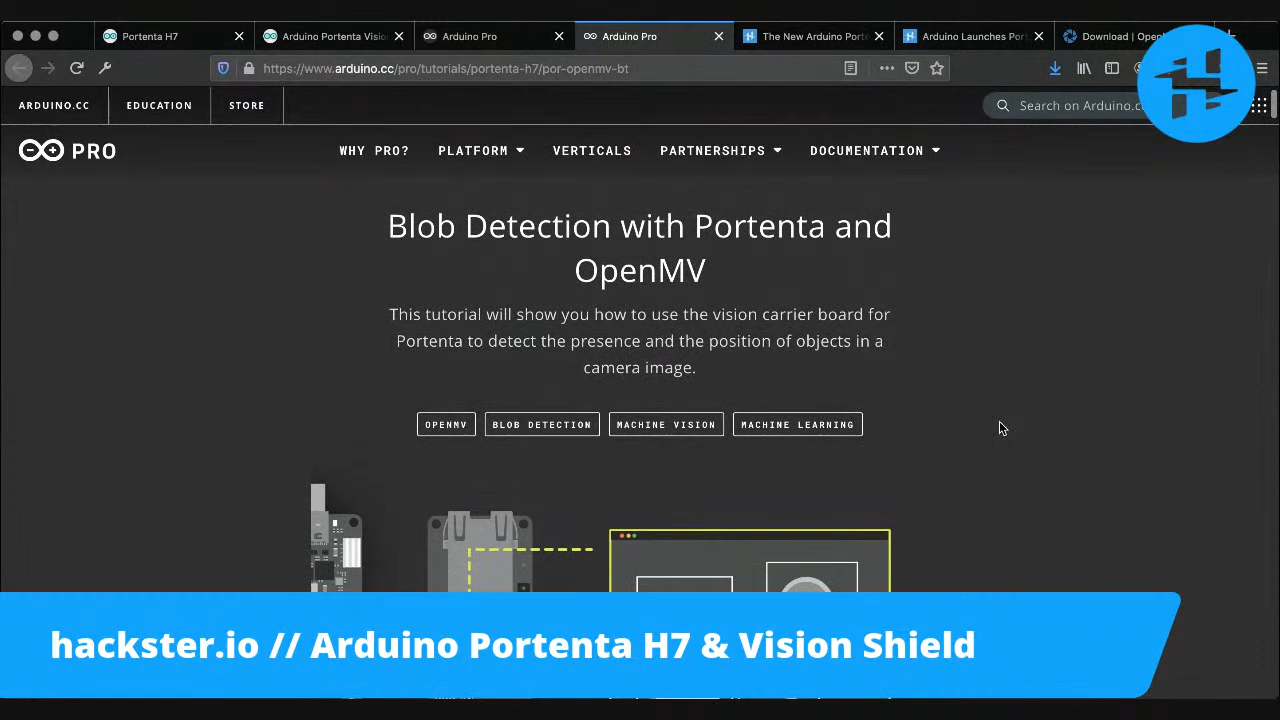 Portenta H7
Arduino Portenta Visio
Arduino Pro
Arduino Pro
The New Arduino Porte
Arduino Launches Port
Download | Open
https://www.arduino.cc/pro/tutorials/portenta-h7/por-openmv-bt
ARDUINO.CC
EDUCATION
STORE
Search on Arduino.c
PRO
WHY PRO?
PLATFORM
VERTICALS
PARTNERSHIPS
DOCUMENTATION
Blob Detection with Portenta and
OpenMV
This tutorial will show you how to use the vision carrier board for
Portenta to detect the presence and the position of objects in a
camera image.
OPENMV
BLOB DETECTION
MACHINE VISION
MACHINE LEARNING
hackster.io // Arduino Portenta H7 & Vision Shield